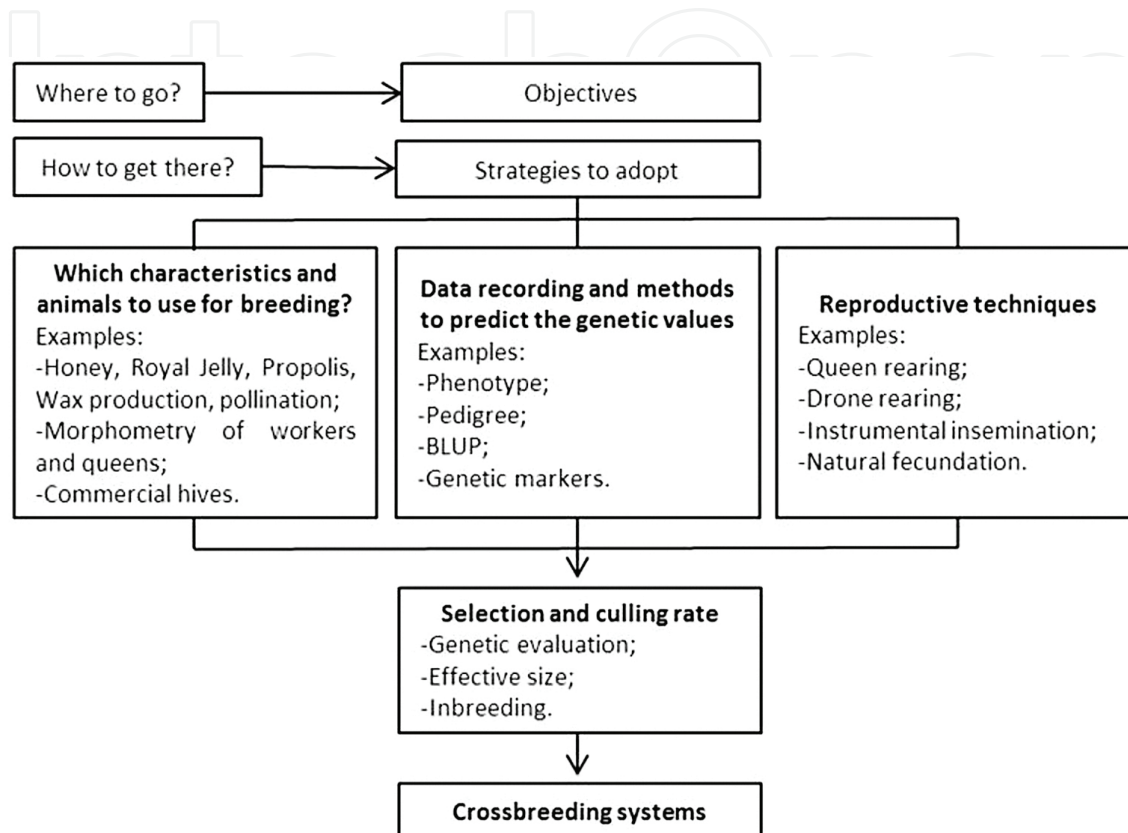 Where to go?
Objectives
How to get there?
Strategies to adopt
Which characteristics and
animals to use for breeding?
Examples:
-Honey, Royal Jelly, Propolis,
Wax production, pollination;
-Morphometry of workers
and queens;
-Commercial hives.
Data recording and methods
to predict the genetic values
Examples:
-Phenotype;
-Pedigree;
-BLUP;
-Genetic markers.
Reproductive techniques
Examples:
-Queen rearing;
-Drone rearing;
-Instrumental insemination;
-Natural fecundation.
Selection and culling rate
-Genetic evaluation;
-Effective size;
-Inbreeding.
Crossbreeding systems